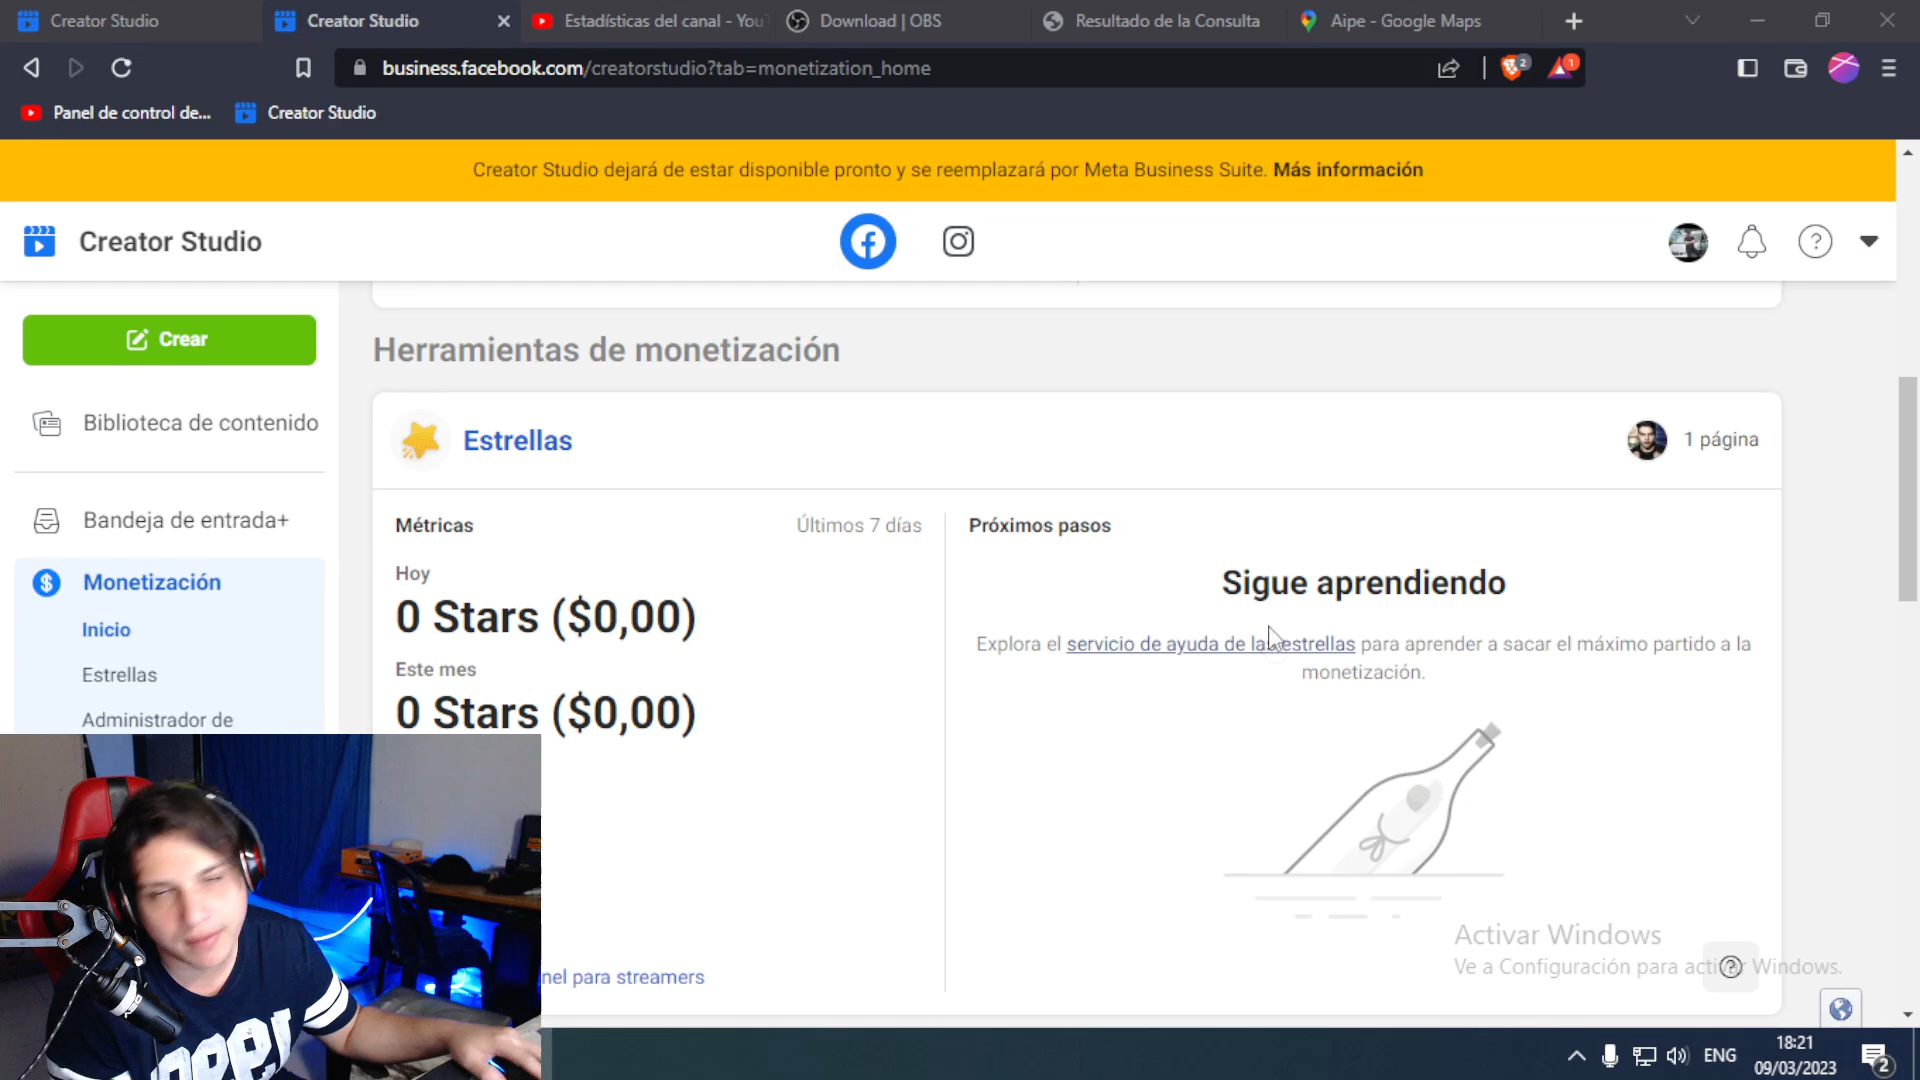 Creator Studio
Creator Studio
Estadísticas del canal - You
Download | OBS
Resultado de la Consulta
Aipe - Google Maps
business.facebook.com/creatorstudio?tab=monetization_home
2
1
Panel de control de...
Creator Studio
Creator Studio dejará de estar disponible pronto y se reemplazará por Meta Business Suite. Más información
Creator Studio
Crear
Biblioteca de contenido
Bandeja de entrada+
Monetización
Inicio
Estrellas
Administrador de
Herramientas de monetización
Estrellas
1 página
Métricas
Últimos 7 días
Hoy
0 Stars ($0,00)
Este mes
0 Stars ($0,00)
nel para streamers
Próximos pasos
Sigue aprendiendo
Explora el servicio de ayuda de las estrellas para aprender a sacar el máximo partido a la
monetización.
Activar Windows
Ve a Configuración para activar Windows.
ENG
18:21
09/03/2023
2